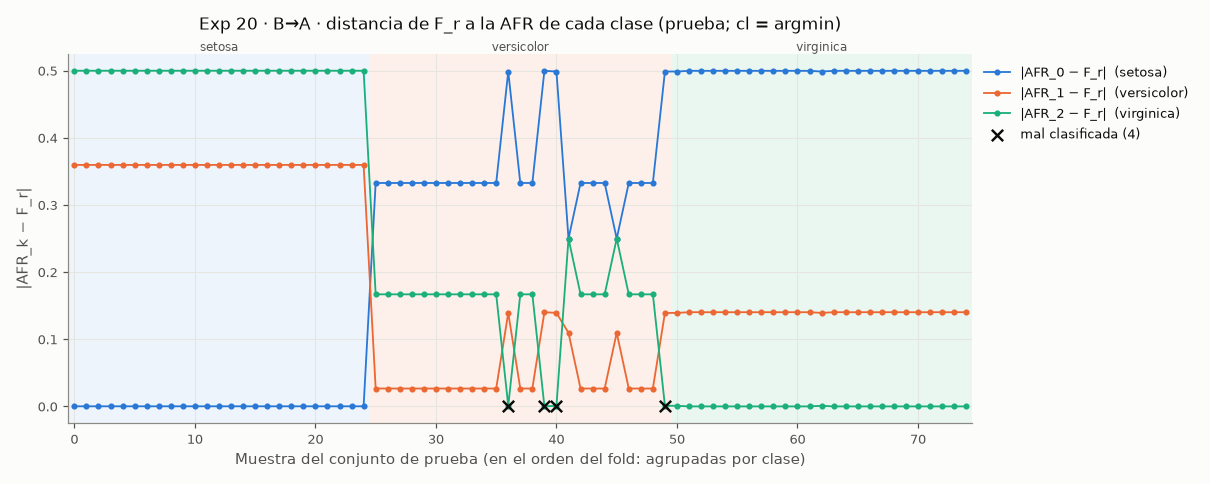 Exp 20 · B→A · distancia de F_r a la AFR de cada clase (prueba; cl = argmin)
setosa versicolor virginica
|AFR_0 − F_r| (setosa)
|AFR_1 − F_r| (versicolor)
|AFR_2 − F_r| (virginica)
mal clasificada (4)
|AFR_k − F_r|
0.5
0.4
0.3
0.2
0.1
0.0
0 10 20 30 40 50 60 70
Muestra del conjunto de prueba (en el orden del fold: agrupadas por clase)